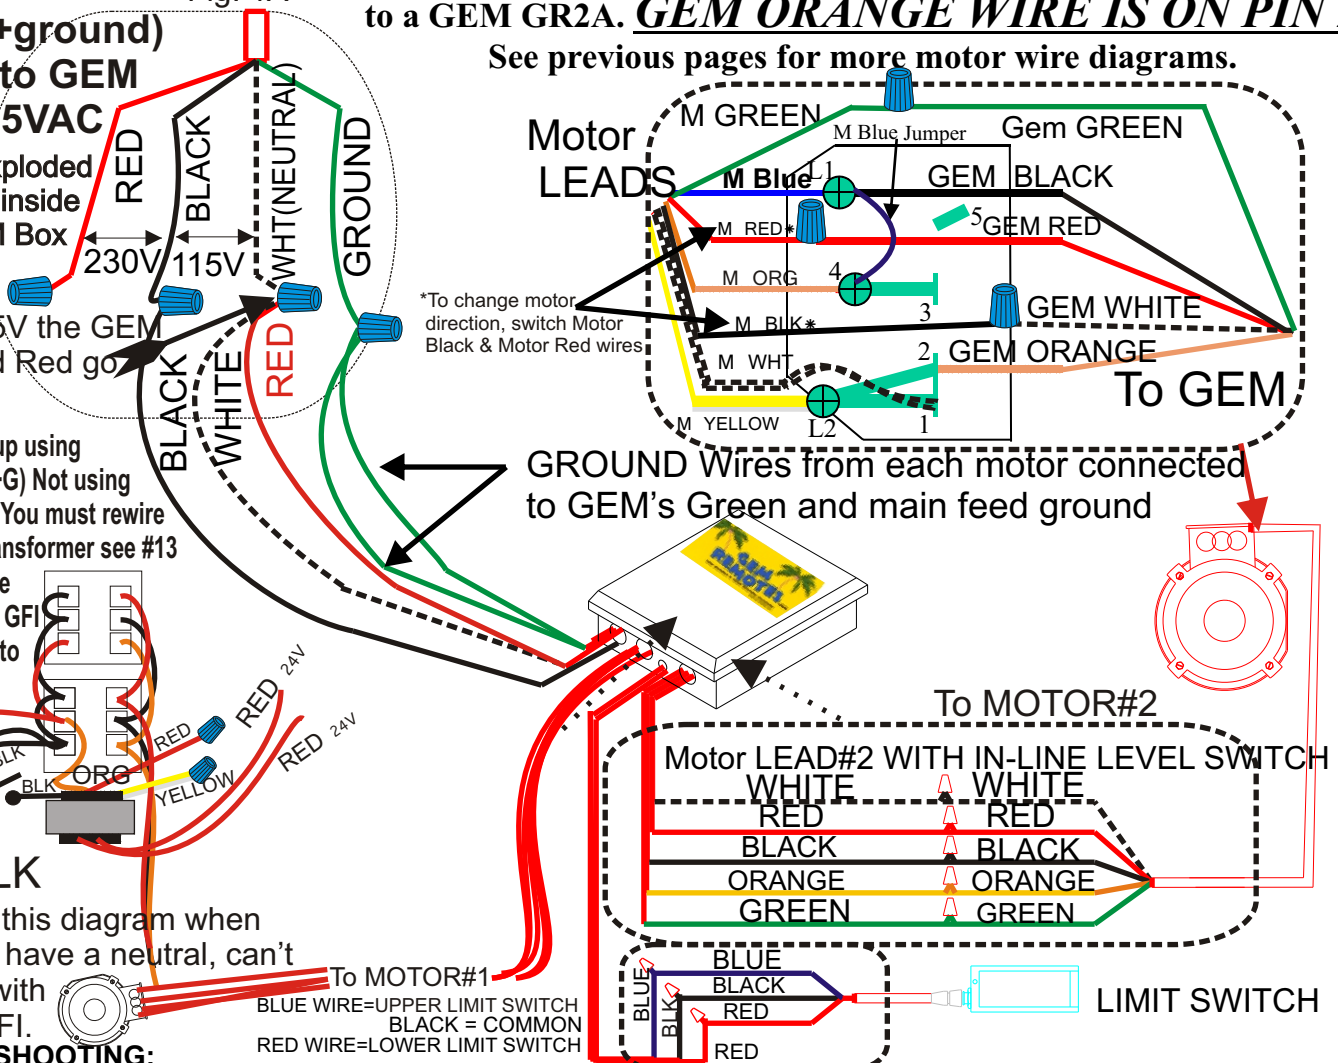 to a GEM GR2A. GEM ORANGE WIRE IS ON PIN
See previous pages for more motor wire diagrams.
+ground)
to GEM
5VAC
xploded
inside
M Box
RED
BLACK
WHT(NEUTRAL)
GROUND
230V
115V
5V the GEM
d Red go
BLACK
WHITE
RED
Motor
LEADS
M GREEN
M Blue Jumper
Gem GREEN
M Blue
L1
GEM BLACK
M RED*
5
GEM RED
M ORG
4
3
M BLK*
GEM WHITE
M WHT
2
GEM ORANGE
M YELLOW
L2
1
To GEM
*To change motor
direction, switch Motor
Black & Motor Red wires
GROUND Wires from each motor connected
to GEM's Green and main feed ground
up using
+G) Not using
You must rewire
ansformer see #13
e
GFI
to
GEM
REMOTES
RED 24V
RED 24V
RED
YELLOW
BLK
BLK
ORG
LK
this diagram when
have a neutral, can't
with
FI.
SHOOTING:
To MOTOR#2
Motor LEAD#2 WITH IN-LINE LEVEL SWITCH
WHITE WHITE
RED RED
BLACK BLACK
ORANGE ORANGE
GREEN GREEN
To MOTOR#1
BLUE WIRE=UPPER LIMIT SWITCH
BLACK = COMMON
RED WIRE=LOWER LIMIT SWITCH
BLUE
BLK
BLUE
BLACK
RED
RED
LIMIT SWITCH